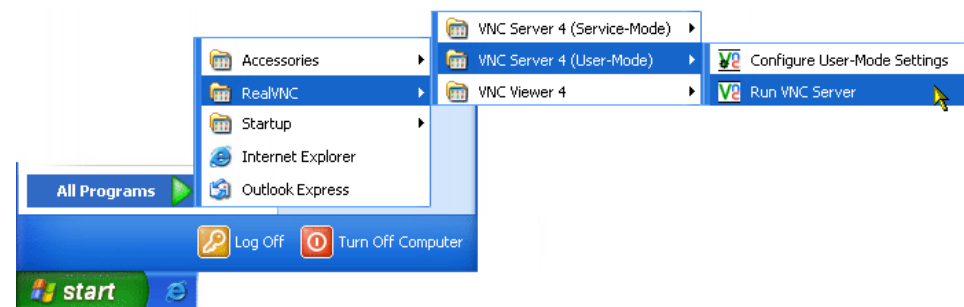 VNC Server 4 (Service-Mode)
Accessories
VNC Server 4 (User-Mode)
Configure User-Mode Settings
RealVNC
VNC Viewer 4
Run VNC Server
Startup
Internet Explorer
All Programs
Outlook Express
Log Off
Turn Off Computer
start